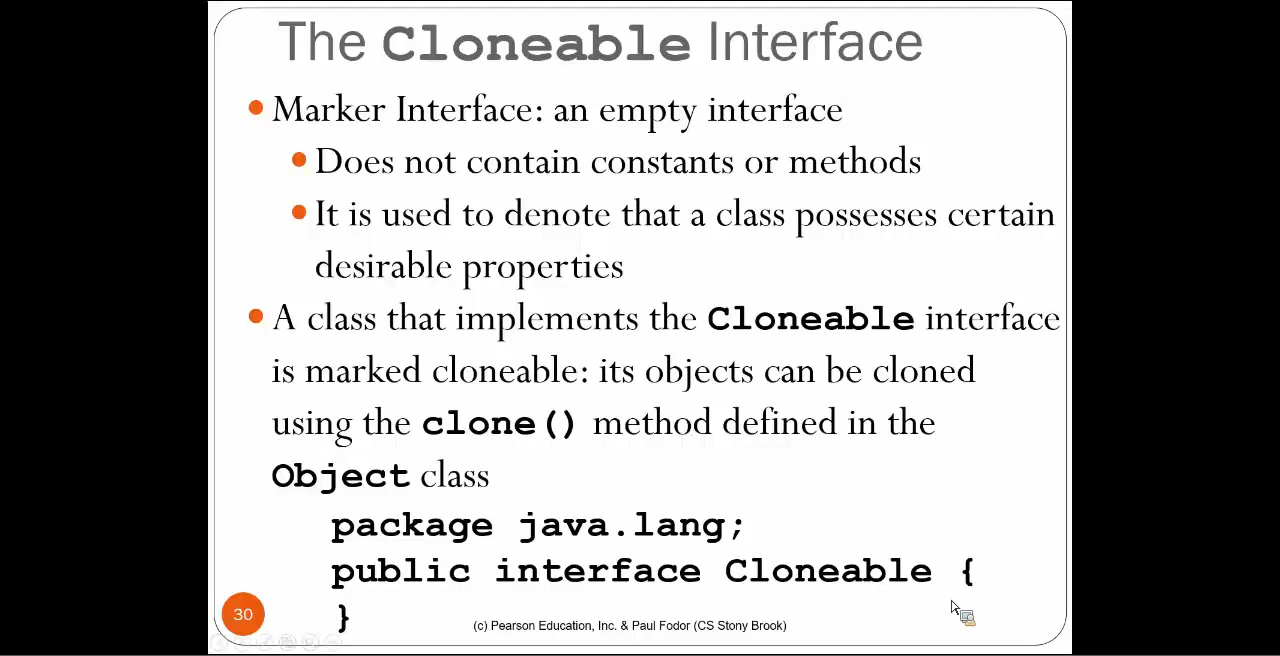 The Cloneable Interface
Marker Interface: an empty interface
Does not contain constants or methods
It is used to denote that a class possesses certain
desirable properties
A class that implements the Cloneable interface
is marked cloneable: its objects can be cloned
using the clone() method defined in the
Object class
package java.lang;
public interface Cloneable {
}
30
(c) Pearson Education, Inc. & Paul Fodor (CS Stony Brook)